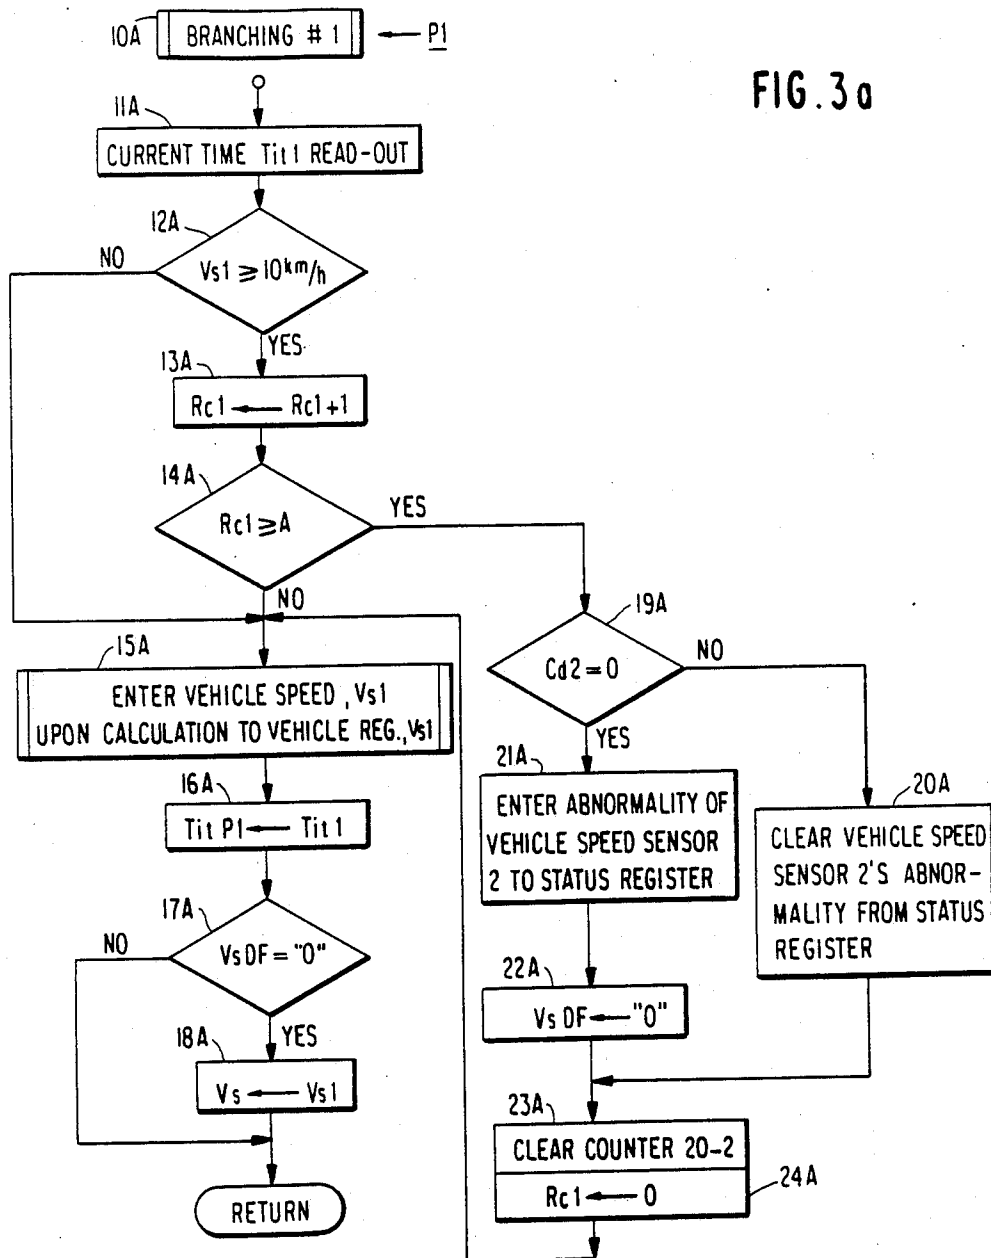 10A
BRANCHING # 1
P1
FIG. 3a
11A
CURRENT TIME Tit1 READ-OUT
12A
NO
Vs1 ≧ 10km/h
YES
13A
Rc1 ← Rc1+1
14A
Rc1 ≧ A
YES
NO
15A
ENTER VEHICLE SPEED , Vs1
UPON CALCULATION TO VEHICLE REG., Vs1
16A
Tit P1 ← Tit1
17A
NO
Vs DF = "0"
YES
18A
Vs ← Vs1
RETURN
19A
Cd2 = 0
NO
YES
21A
ENTER ABNORMALITY OF
VEHICLE SPEED SENSOR
2 TO STATUS REGISTER
20A
CLEAR VEHICLE SPEED
SENSOR 2'S ABNOR-
MALITY FROM STATUS
REGISTER
22A
Vs DF ← "0"
23A
CLEAR COUNTER 20-2
Rc1 ← 0
24A